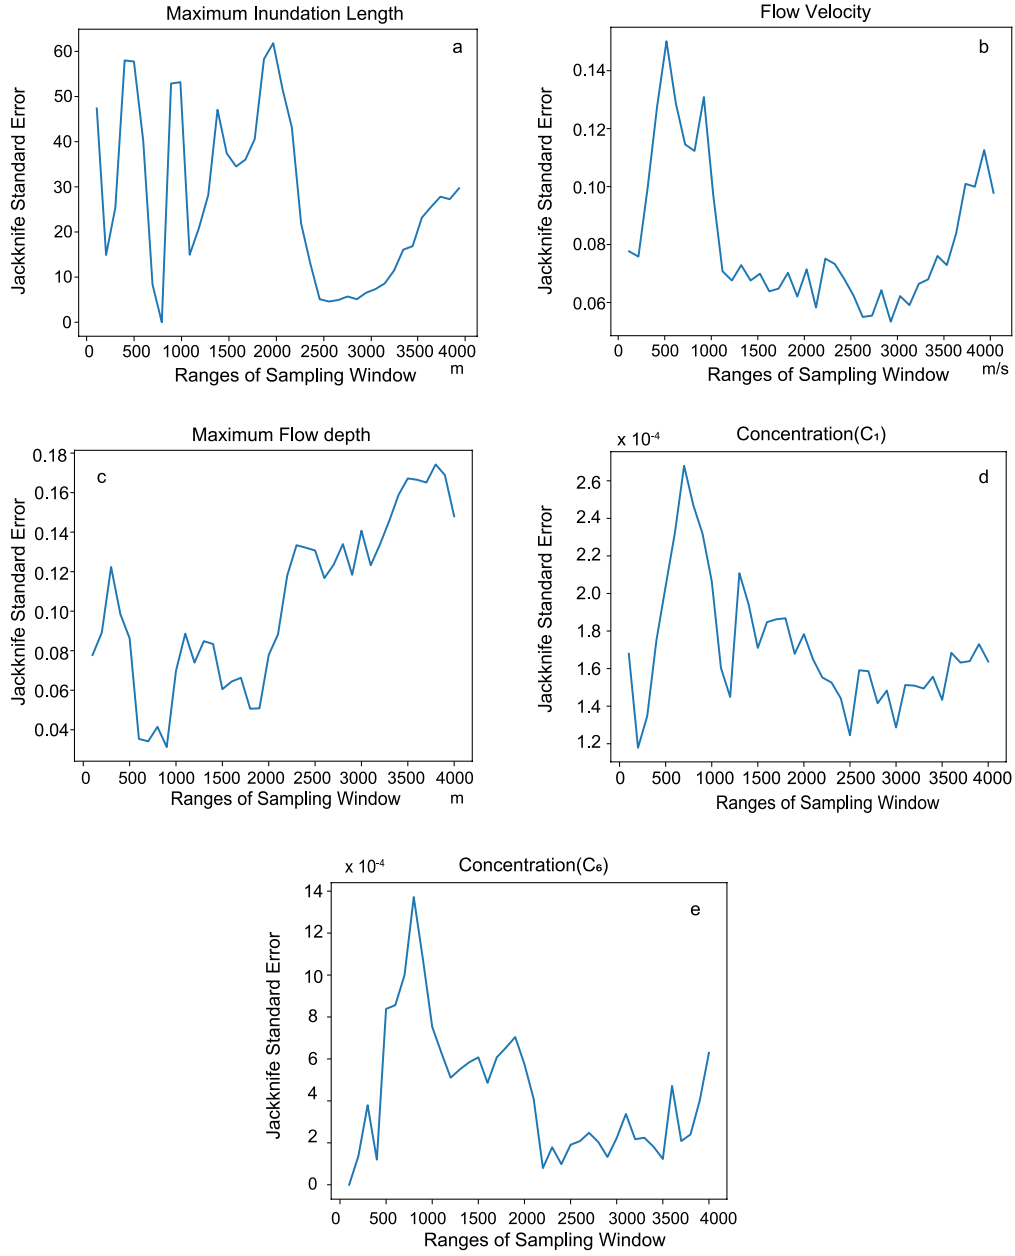 Maximum Inundation Length
a
Jackknife Standard Error
60
50
40
30
20
10
0
0 500 1000 1500 2000 2500 3000 3500 4000
Ranges of Sampling Window m
Flow Velocity
b
Jackknife Standard Error
0.14
0.12
0.10
0.08
0.06
0 500 1000 1500 2000 2500 3000 3500 4000
Ranges of Sampling Window m/s
Maximum Flow depth
c
Jackknife Standard Error
0.18
0.16
0.14
0.12
0.10
0.08
0.06
0.04
0 500 1000 1500 2000 2500 3000 3500 4000
Ranges of Sampling Window m
x 10⁻⁴ Concentration(C₁)
d
Jackknife Standard Error
2.6
2.4
2.2
2.0
1.8
1.6
1.4
1.2
0 500 1000 1500 2000 2500 3000 3500 4000
Ranges of Sampling Window
x 10⁻⁴ Concentration(C₆)
e
Jackknife Standard Error
14
12
10
8
6
4
2
0
0 500 1000 1500 2000 2500 3000 3500 4000
Ranges of Sampling Window